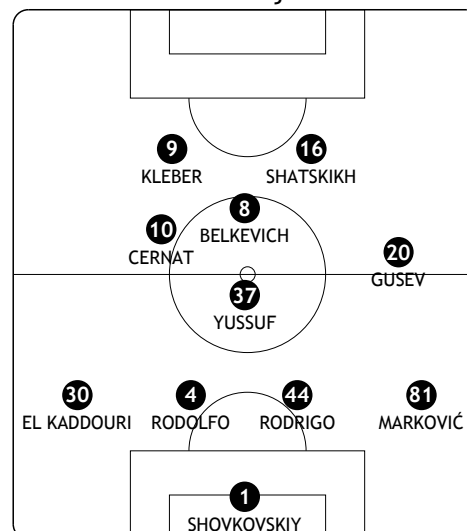 9
16
KLEBER
SHATSKIKH
8
BELKEVICH
10
CERNAT
20
GUSEV
37
YUSSUF
30
4
44
81
EL KADDOURI
RODOLFO
RODRIGO
MARKOVIĆ
1
SHOVKOVSKIY